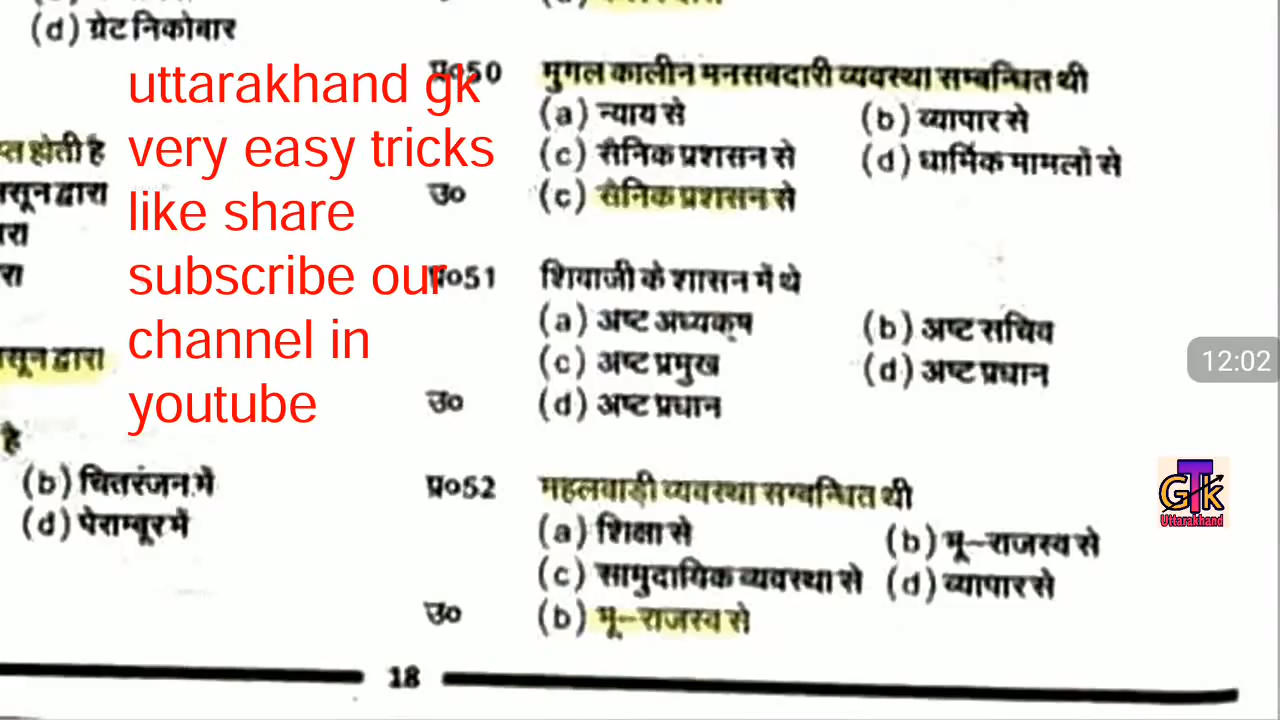 (d) ग्रेट निकोबार
होती है
द्वारा
द्वारा
है
(b) चितरंजन में
(d) पेराम्बूर में
uttarakhand gk
very easy tricks
like share
subscribe our
channel in
youtube
प्र०50 मुगल कालीन मनसबदारी व्यवस्था सम्बन्धित थी
(a) न्याय से (b) व्यापार से
(c) सैनिक प्रशासन से (d) धार्मिक मामलों से
उ० (c) सैनिक प्रशासन से
प्र०51 शिवाजी के शासन में थे
(a) अष्ट अध्यक्ष (b) अष्ट सचिव
(c) अष्ट प्रमुख (d) अष्ट प्रधान
उ० (d) अष्ट प्रधान
प्र०52 महलवाड़ी व्यवस्था सम्बन्धित थी
(a) शिक्षा से (b) भू-राजस्व से
(c) सामुदायिक व्यवस्था से (d) व्यापार से
उ० (b) भू-राजस्व से
18
12:02
GTK
Uttarakhand